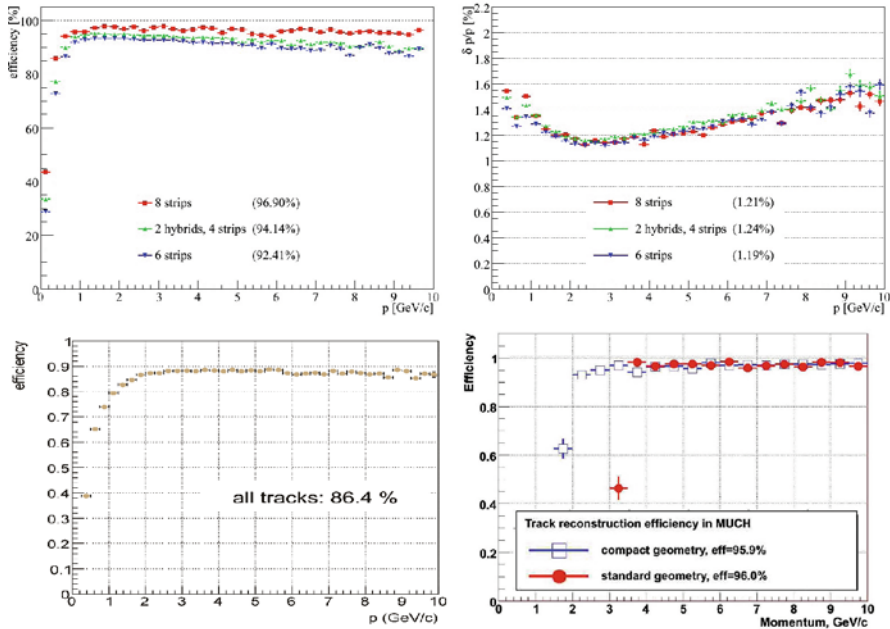 efficiency [%]
100
80
60
40
20
0
8 strips (96.90%)
2 hybrids, 4 strips (94.14%)
6 strips (92.41%)
0 1 2 3 4 5 6 7 8 9 10
p [GeV/c]
δ p/p [%]
2.2
2
1.8
1.6
1.4
1.2
1
0.8
0.6
0.4
0.2
0
8 strips (1.21%)
2 hybrids, 4 strips (1.24%)
6 strips (1.19%)
0 1 2 3 4 5 6 7 8 9 10
p [GeV/c]
efficiency
1
0.9
0.8
0.7
0.6
0.5
0.4
0.3
0.2
0.1
0
all tracks: 86.4 %
0 1 2 3 4 5 6 7 8 9 10
p (GeV/c)
Efficiency
1
0.8
0.6
0.4
0.2
0
Track reconstruction efficiency in MUCH
compact geometry, eff=95.9%
standard geometry, eff=96.0%
0 1 2 3 4 5 6 7 8 9 10
Momentum, GeV/c